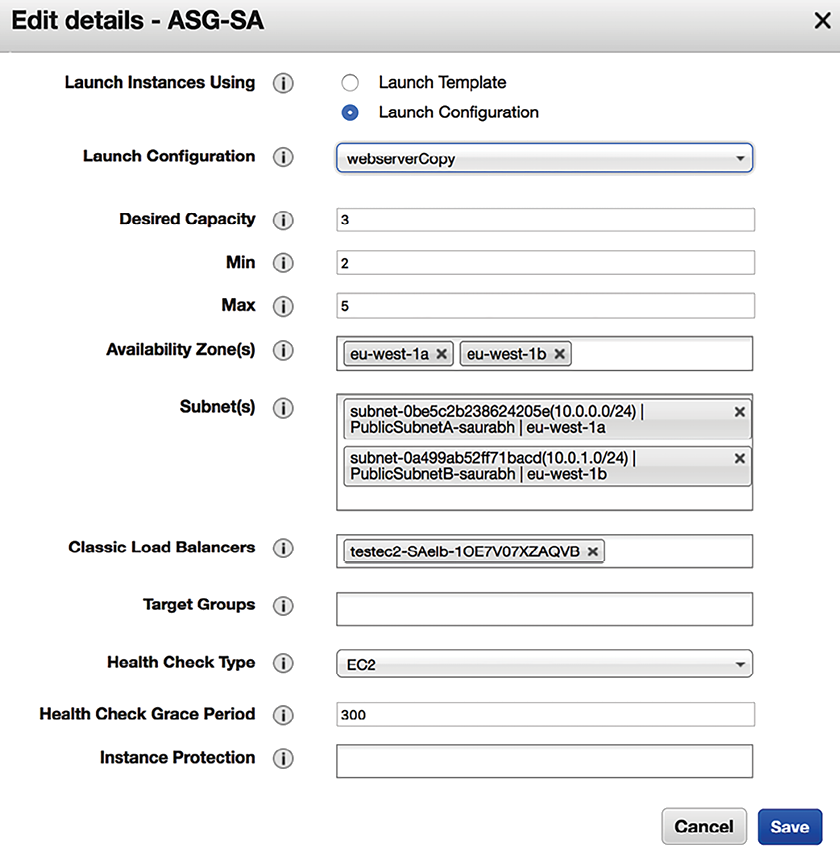 Edit details - ASG-SA
Launch Instances Using
Launch Template
Launch Configuration
Launch Configuration
webserverCopy
Desired Capacity
3
Min
2
Max
5
Availability Zone(s)
eu-west-1a
eu-west-1b
Subnet(s)
subnet-0be5c2b238624205e(10.0.0.0/24) |
PublicSubnetA-saurabh | eu-west-1a
subnet-0a499ab52ff71bacd(10.0.1.0/24) |
PublicSubnetB-saurabh | eu-west-1b
Classic Load Balancers
testec2-SAelb-1OE7V07XZAQVB
Target Groups
Health Check Type
EC2
Health Check Grace Period
300
Instance Protection
Cancel
Save